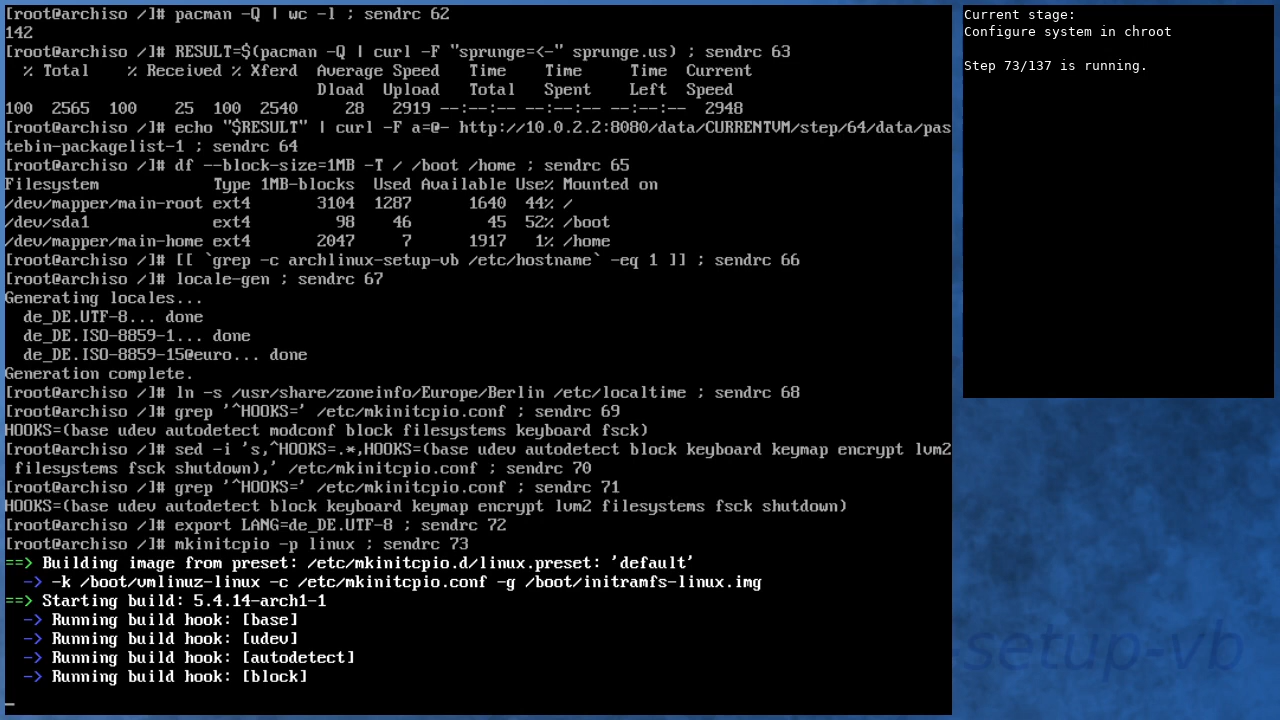 [root@archiso /]# pacman -Q | wc -l ; sendrc 62
142
[root@archiso /]# RESULT=$(pacman -Q | curl -F "sprunge=<-" sprunge.us) ; sendrc 63
  % Total    % Received % Xferd  Average Speed   Time    Time     Time  Current
                                 Dload  Upload   Total   Spent    Left  Speed
100  2565  100    25  100  2540     28   2919 --:--:-- --:--:-- --:--:--  2948
[root@archiso /]# echo "$RESULT" | curl -F a=@- http://10.0.2.2:8080/data/CURRENTVM/step/64/data/pas
tebin-packagelist-1 ; sendrc 64
[root@archiso /]# df --block-size=1MB -T / /boot /home ; sendrc 65
Filesystem            Type 1MB-blocks  Used Available Use% Mounted on
/dev/mapper/main-root ext4       3104  1287      1640  44% /
/dev/sda1             ext4         98    46        45  52% /boot
/dev/mapper/main-home ext4       2047     7      1917   1% /home
[root@archiso /]# [[ `grep -c archlinux-setup-vb /etc/hostname` -eq 1 ]] ; sendrc 66
[root@archiso /]# locale-gen ; sendrc 67
Generating locales...
  de_DE.UTF-8... done
  de_DE.ISO-8859-1... done
  de_DE.ISO-8859-15@euro... done
Generation complete.
[root@archiso /]# ln -s /usr/share/zoneinfo/Europe/Berlin /etc/localtime ; sendrc 68
[root@archiso /]# grep '^HOOKS=' /etc/mkinitcpio.conf ; sendrc 69
HOOKS=(base udev autodetect modconf block filesystems keyboard fsck)
[root@archiso /]# sed -i 's,^HOOKS=.*,HOOKS=(base udev autodetect block keyboard keymap encrypt lvm2
 filesystems fsck shutdown),' /etc/mkinitcpio.conf ; sendrc 70
[root@archiso /]# grep '^HOOKS=' /etc/mkinitcpio.conf ; sendrc 71
HOOKS=(base udev autodetect block keyboard keymap encrypt lvm2 filesystems fsck shutdown)
[root@archiso /]# export LANG=de_DE.UTF-8 ; sendrc 72
[root@archiso /]# mkinitcpio -p linux ; sendrc 73
==> Building image from preset: /etc/mkinitcpio.d/linux.preset: 'default'
  -> -k /boot/vmlinuz-linux -c /etc/mkinitcpio.conf -g /boot/initramfs-linux.img
==> Starting build: 5.4.14-arch1-1
  -> Running build hook: [base]
  -> Running build hook: [udev]
  -> Running build hook: [autodetect]
  -> Running build hook: [block]
_
Current stage:
Configure system in chroot
Step 73/137 is running.
-setup-vb